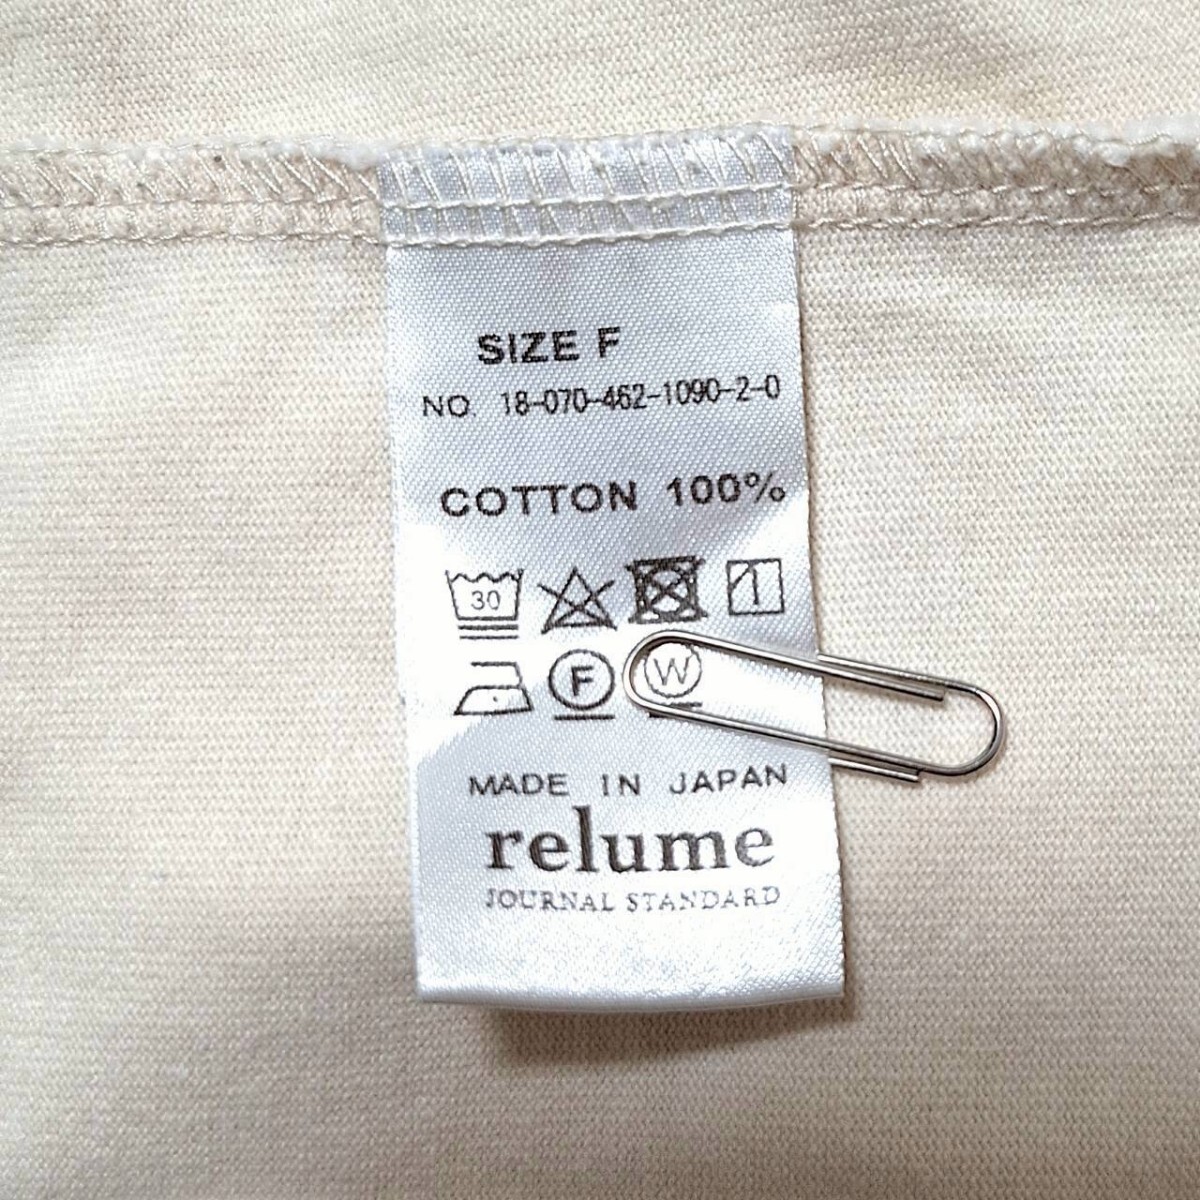 SIZE F
NO 18-070-462-1090-2-0
COTTON 100%
30
F W
MADE IN JAPAN
relume
JOURNAL STANDARD